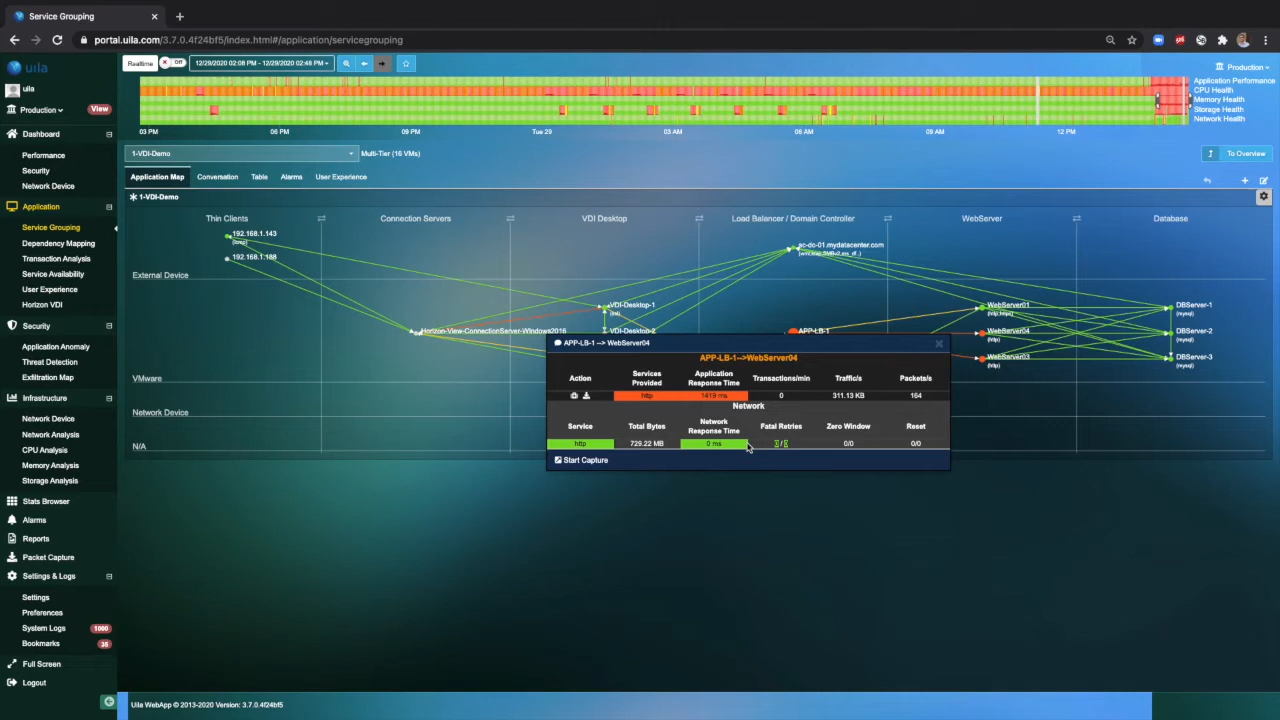 Service Grouping
portal.uila.com/3.7.0.4f24bf5/index.html#/application/servicegrouping
uila
uila
Production
View
Dashboard
Performance
Security
Network Device
Application
Service Grouping
Dependency Mapping
Transaction Analysis
Service Availability
User Experience
Horizon VDI
Security
Application Anomaly
Threat Detection
Exfiltration Map
Infrastructure
Network Device
Network Analysis
CPU Analysis
Memory Analysis
Storage Analysis
Stats Browser
Alarms
Reports
Packet Capture
Settings & Logs
Settings
Preferences
System Logs 1000
Bookmarks 35
Full Screen
Logout
Realtime Off 12/29/2020 02:08 PM - 12/29/2020 02:48 PM
Production
Application Performance
CPU Health
Memory Health
Storage Health
Network Health
03 PM 06 PM 09 PM Tue 29 03 AM 06 AM 09 AM 12 PM
1-VDI-Demo Multi-Tier (16 VMs) To Overview
Application Map Conversation Table Alarms User Experience
1-VDI-Demo
Thin Clients Connection Servers VDI Desktop Load Balancer / Domain Controller WebServer Database
192.168.1.143
(icmp)
192.168.1.188
sc-dc-01.mydatacenter.com
External Device
VDI-Desktop-1
WebServer01
(http,https)
DBServer-1
(mysql)
Horizon-View-ConnectionServer-Windows2016
VDI-Desktop-2
APP-LB-1
WebServer04
(http)
DBServer-2
(mysql)
WebServer03
(http)
DBServer-3
(mysql)
VMware
Network Device
N/A
APP-LB-1 --> WebServer04
APP-LB-1-->WebServer04
Action Services Provided Application Response Time Transactions/min Traffic/s Packets/s
http 1419 ms 0 311.13 KB 164
Network
Service Total Bytes Network Response Time Fatal Retries Zero Window Reset
http 729.22 MB 0 ms 0/0 0/0
Start Capture
Uila WebApp © 2013-2020 Version: 3.7.0.4f24bf5